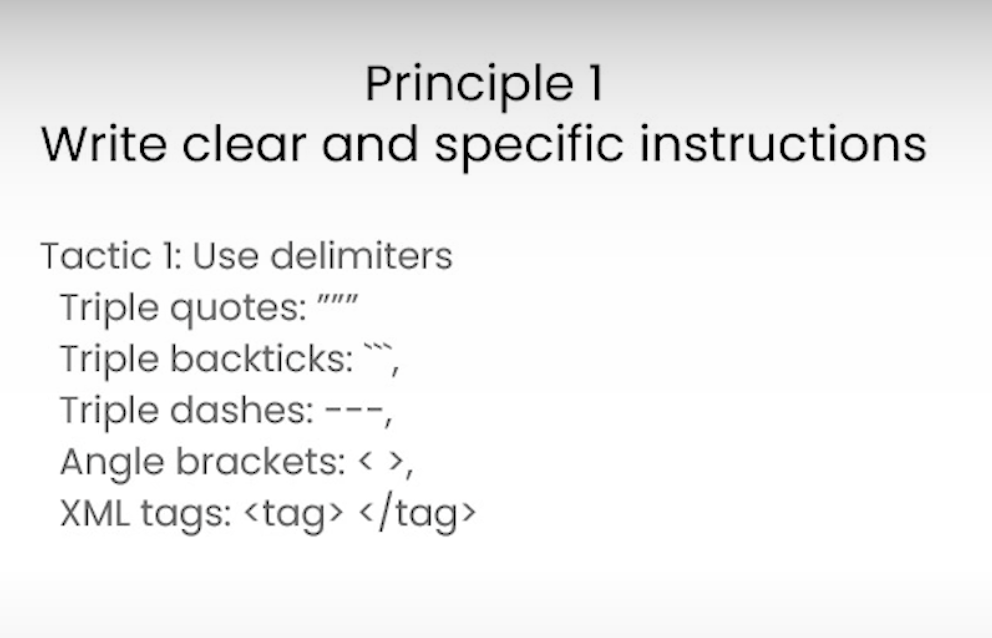 Principle 1
Write clear and specific instructions
Tactic 1: Use delimiters
Triple quotes: """
Triple backticks: ```,
Triple dashes: ---,
Angle brackets: < >,
XML tags: <tag> </tag>